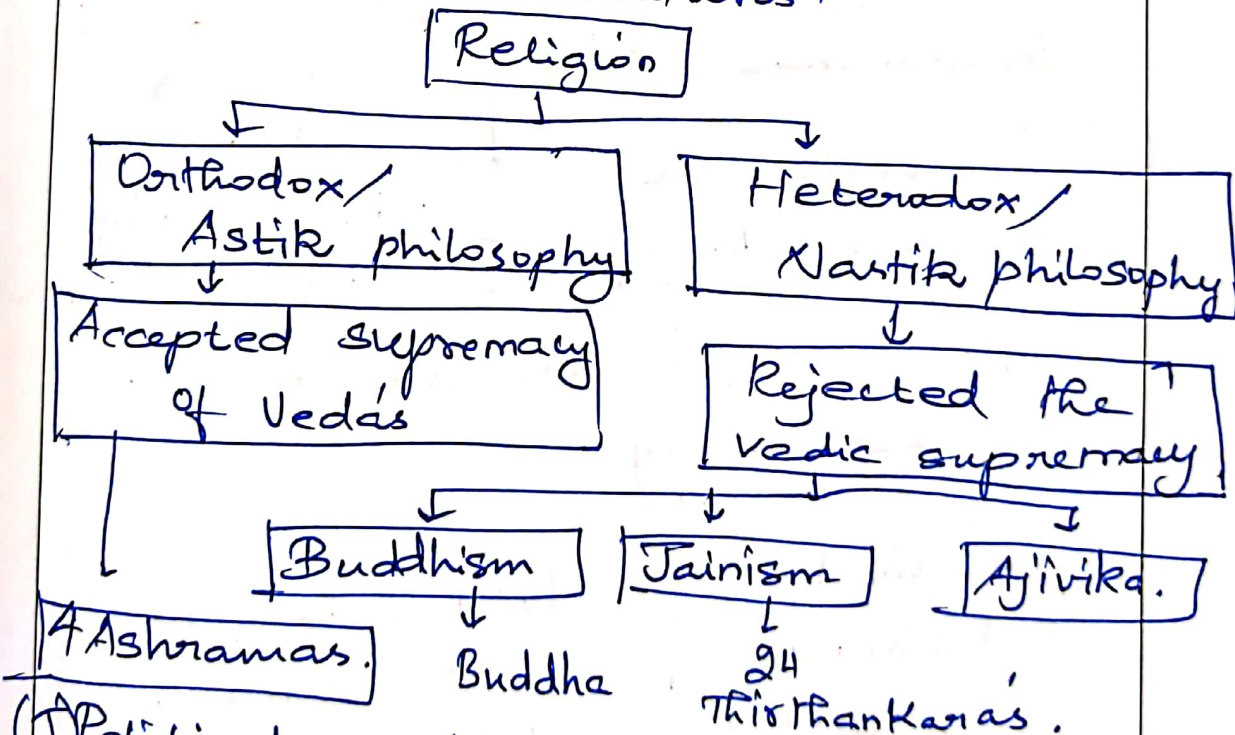 Religion
Orthodox/
Astik philosophy
Heterodox/
Nastik philosophy
Accepted supremacy
of Vedas
Rejected the
vedic supremacy
Buddhism
Jainism
Ajivika.
4 Ashramas.
Buddha
24
Thirthankaras.